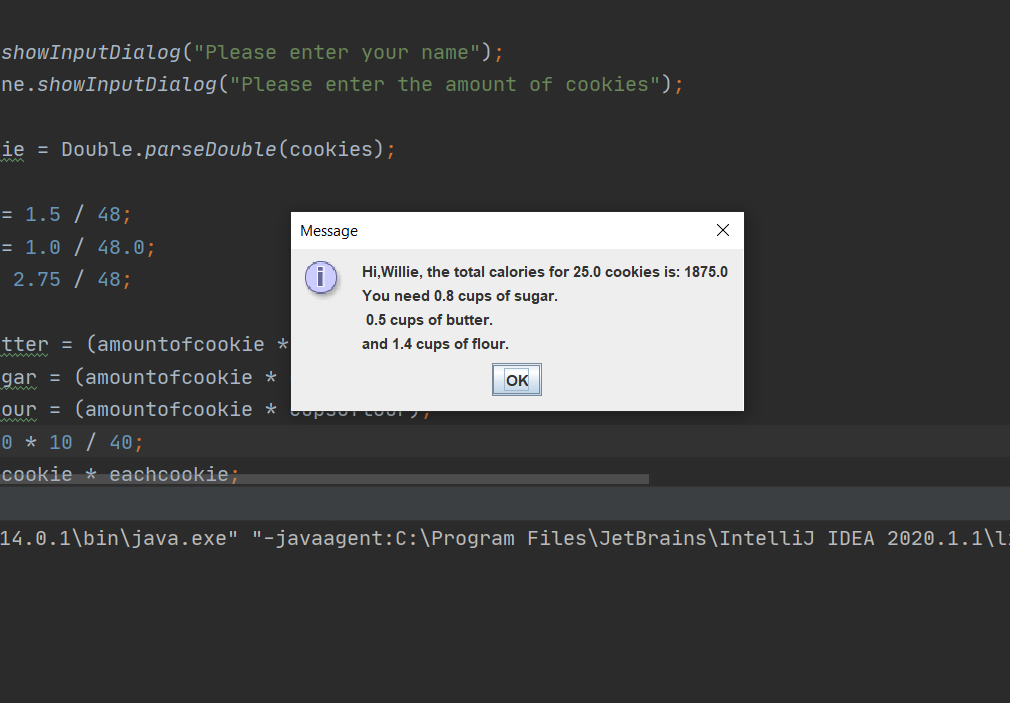 showInputDialog("Please enter your name");
ne.showInputDialog("Please enter the amount of cookies");
ie = Double.parseDouble(cookies);
= 1.5 / 48;
= 1.0 / 48.0;
2.75 / 48;
Message
Hi,Willie, the total calories for 25.0 cookies is: 1875.0
You need 0.8 cups of sugar.
0.5 cups of butter.
and 1.4 cups of flour.
OK
tter = (amountofcookie *
gar = (amountofcookie *
our = (amountofcookie *
0 * 10 / 40;
cookie * eachcookie;
14.0.1\bin\java.exe" "-javaagent:C:\Program Files\JetBrains\IntelliJ IDEA 2020.1.1\li